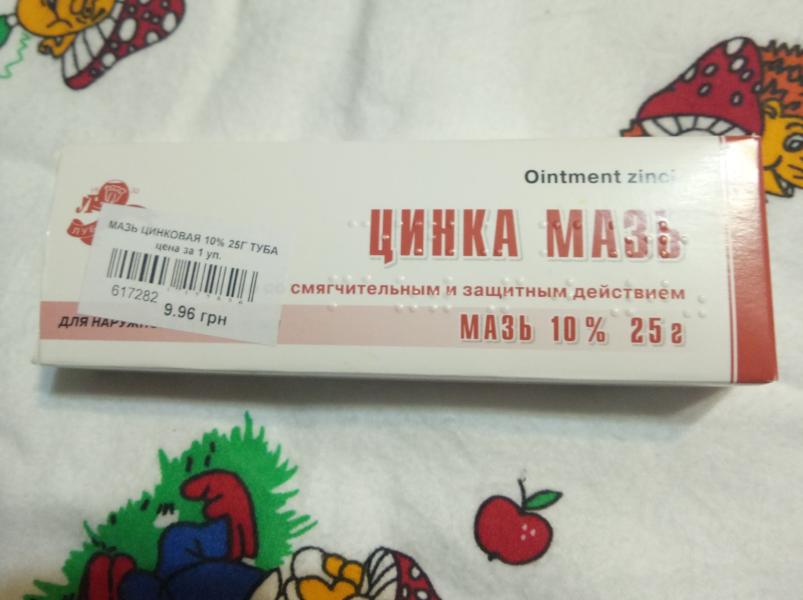 Ointment zinci
ЦИНКА МАЗЬ
со смягчительным и защитным действием
МАЗЬ 10% 25г
МАЗЬ ЦИНКОВАЯ 10% 25Г ТУБА
цена за 1 уп.
617282
9.96 грн
ДЛЯ